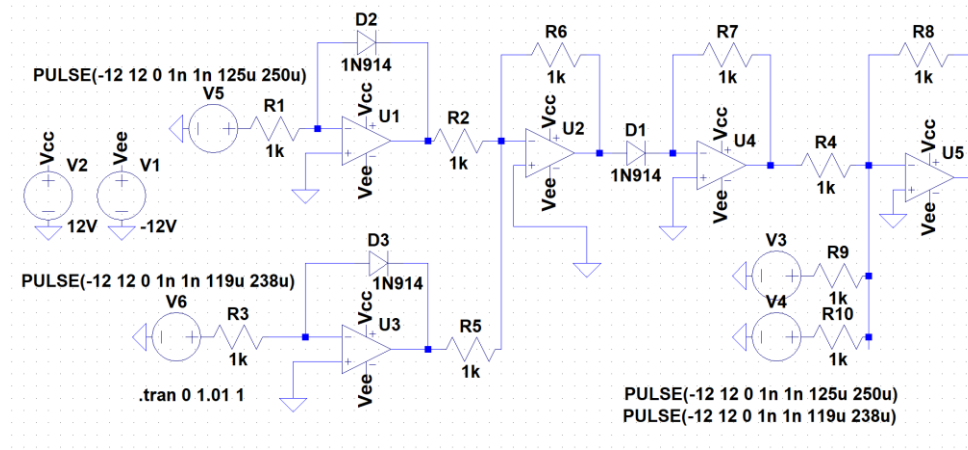 D2
1N914
R6
1k
R7
1k
R8
1k
PULSE(-12 12 0 1n 1n 125u 250u)
V5
R1
1k
Vcc
U1
Vee
R2
1k
Vcc
U2
Vee
D1
1N914
Vcc
U4
Vee
R4
1k
Vcc
U5
Vee
Vcc
V2
12V
Vee
V1
-12V
D3
1N914
PULSE(-12 12 0 1n 1n 119u 238u)
V6
R3
1k
Vcc
U3
Vee
R5
1k
V3
R9
1k
V4
R10
1k
.tran 0 1.01 1
PULSE(-12 12 0 1n 1n 125u 250u)
PULSE(-12 12 0 1n 1n 119u 238u)